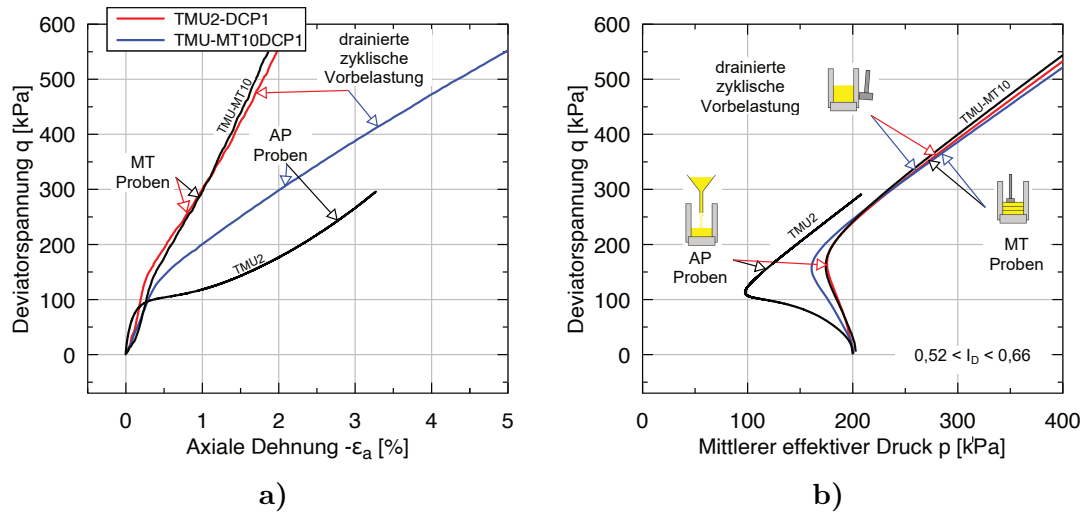 TMU2-DCP1
TMU-MT10DCP1
600
500
400
300
200
100
0
0
1
2
3
4
5
Deviatorspannung q [kPa]
Axiale Dehnung -εa [%]
drainierte
zyklische
Vorbelastung
TMU-MT10
AP
Proben
MT
Proben
TMU2
a)
600
500
400
300
200
100
0
0
100
200
300
400
Deviatorspannung q [kPa]
Mittlerer effektiver Druck p [kPa]
drainierte
zyklische
Vorbelastung
TMU-MT10
TMU2
AP
Proben
MT
Proben
0,52 < ID < 0,66
b)